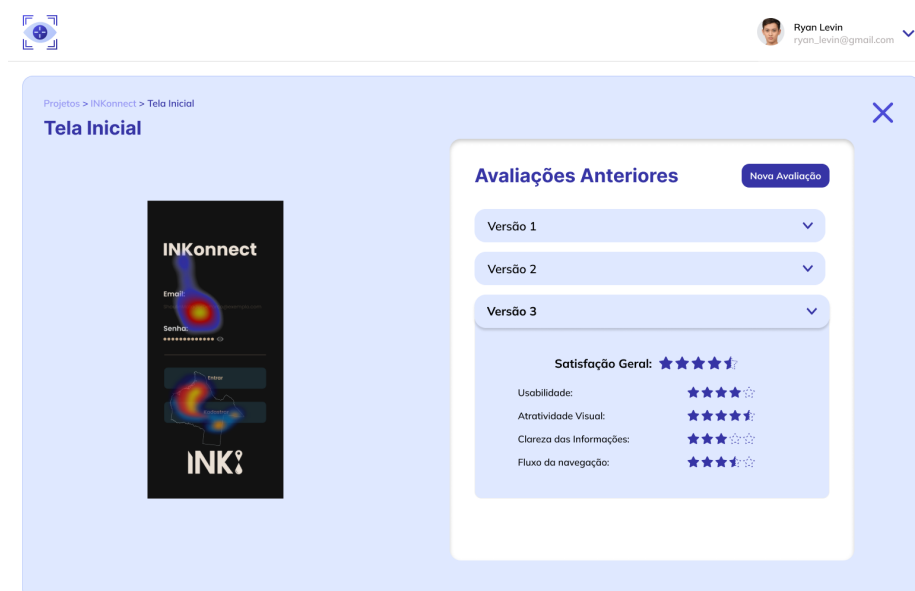 Ryan Levin
ryan_levin@gmail.com
Projetos > INKonnect > Tela Inicial
Tela Inicial
INKonnect
Email:
Senha:
Entrar
INK
Avaliações Anteriores
Nova Avaliação
Versão 1
Versão 2
Versão 3
Satisfação Geral:
Usabilidade:
Atratividade Visual:
Clareza das Informações:
Fluxo da navegação: